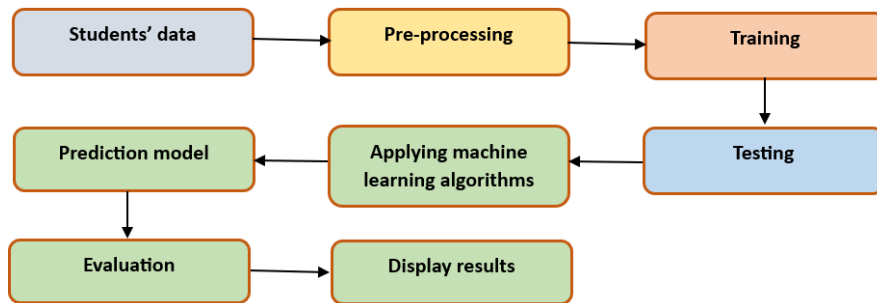 Students’ data
Pre-processing
Training
Testing
Applying machine
learning algorithms
Prediction model
Evaluation
Display results